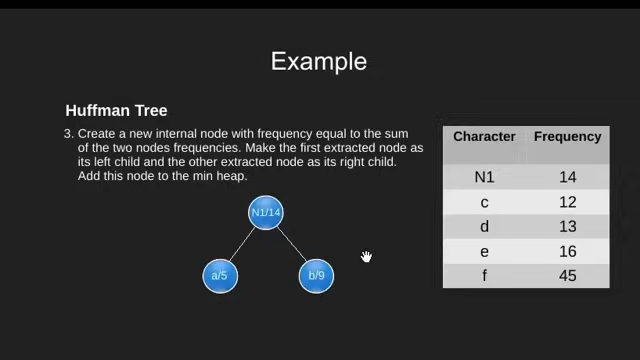 Example
Huffman Tree
3. Create a new internal node with frequency equal to the sum
of the two nodes frequencies. Make the first extracted node as
its left child and the other extracted node as its right child.
Add this node to the min heap.
N1/14
a/5 b/9
Character Frequency
N1 14
c 12
d 13
e 16
f 45